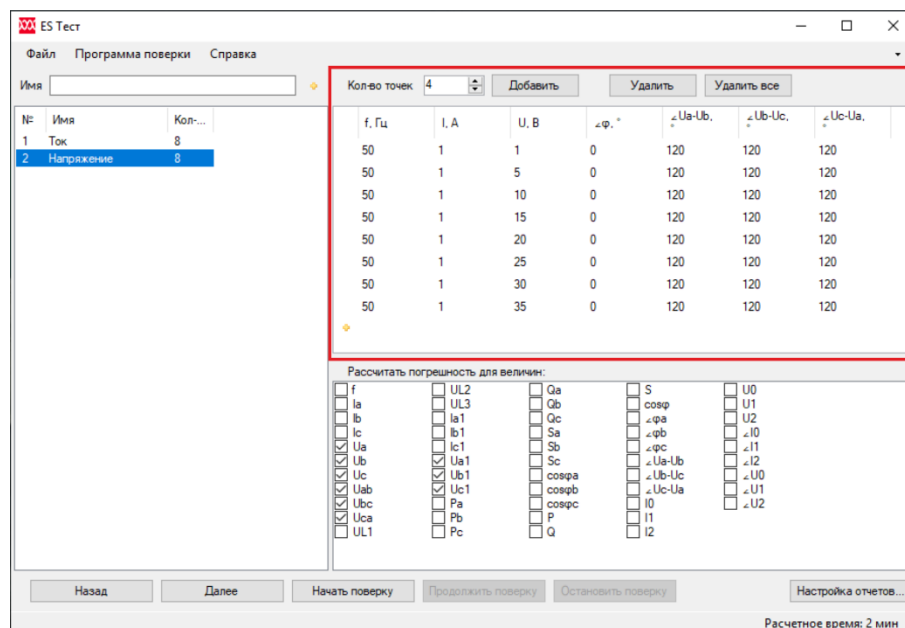 ES Тест
Файл Программа поверки Справка
Имя Кол-во точек 4 Добавить Удалить Удалить все
№ Имя Кол-...
1 Ток 8
2 Напряжение 8
f, Гц I, A U, В ∠φ, ° ∠Ua-Ub, ° ∠Ub-Uc, ° ∠Uc-Ua, °
50 1 1 0 120 120 120
50 1 5 0 120 120 120
50 1 10 0 120 120 120
50 1 15 0 120 120 120
50 1 20 0 120 120 120
50 1 25 0 120 120 120
50 1 30 0 120 120 120
50 1 35 0 120 120 120
Рассчитать погрешность для величин:
f UL2 Qa S U0
Ia UL3 Qb cosφ U1
Ib Ia1 Qc ∠φa U2
Ic Ib1 Sa ∠φb ∠I0
Ua Ic1 Sb ∠φc ∠I1
Ub Ua1 Sc ∠Ua-Ub ∠I2
Uc Ub1 cosφa ∠Ub-Uc ∠U0
Uab Uc1 cosφb ∠Uc-Ua ∠U1
Ubc Pa cosφc I0 ∠U2
Uca Pb P I1
UL1 Pc Q I2
Назад Далее Начать поверку Продолжить поверку Остановить поверку Настройка отчетов...
Расчетное время: 2 мин